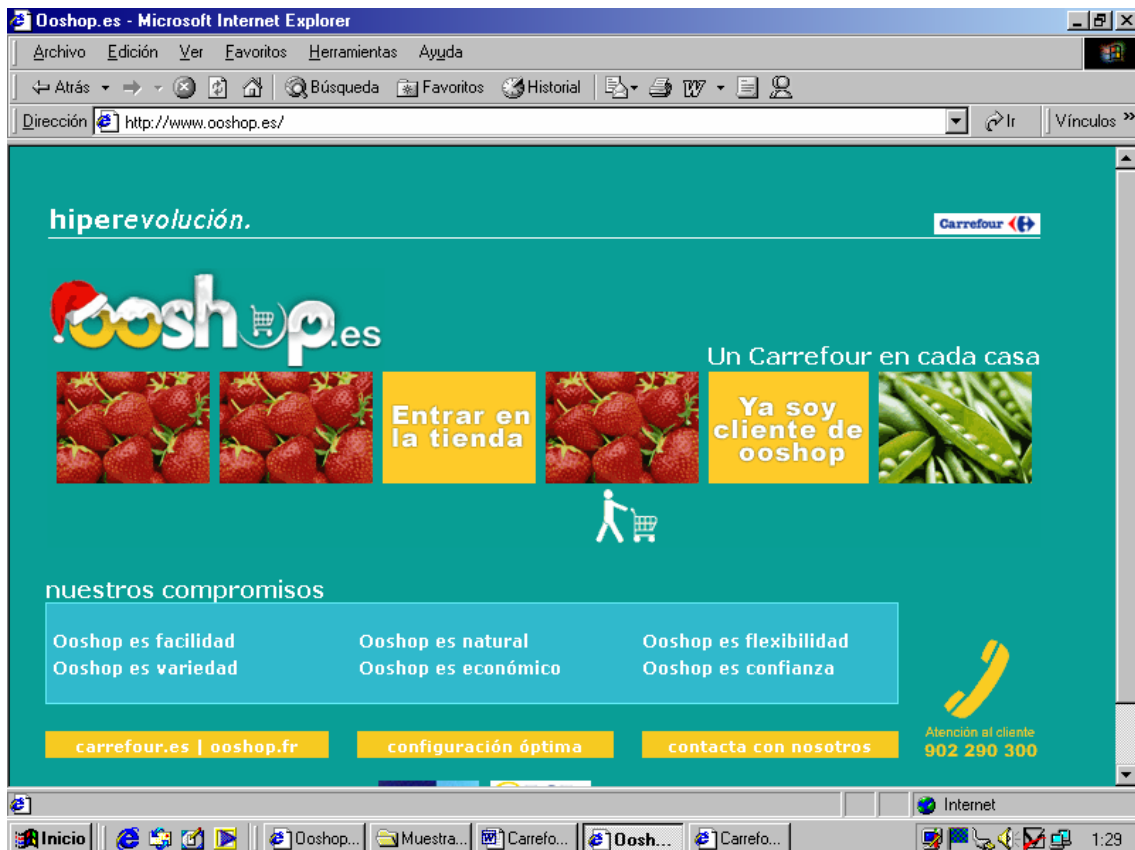 Ooshop.es - Microsoft Internet Explorer
Archivo Edición Ver Favoritos Herramientas Ayuda
Atrás Búsqueda Favoritos Historial
Dirección http://www.ooshop.es/ Ir Vínculos »
hiperevolución.
Carrefour
ooshop.es
Un Carrefour en cada casa
Entrar en
la tienda
Ya soy
cliente de
ooshop
nuestros compromisos
Ooshop es facilidad Ooshop es natural Ooshop es flexibilidad
Ooshop es variedad Ooshop es económico Ooshop es confianza
Atención al cliente
902 290 300
carrefour.es | ooshop.fr configuración óptima contacta con nosotros
Internet
Inicio Ooshop... Muestra... Carrefo... Oosh... Carrefo... 1:29